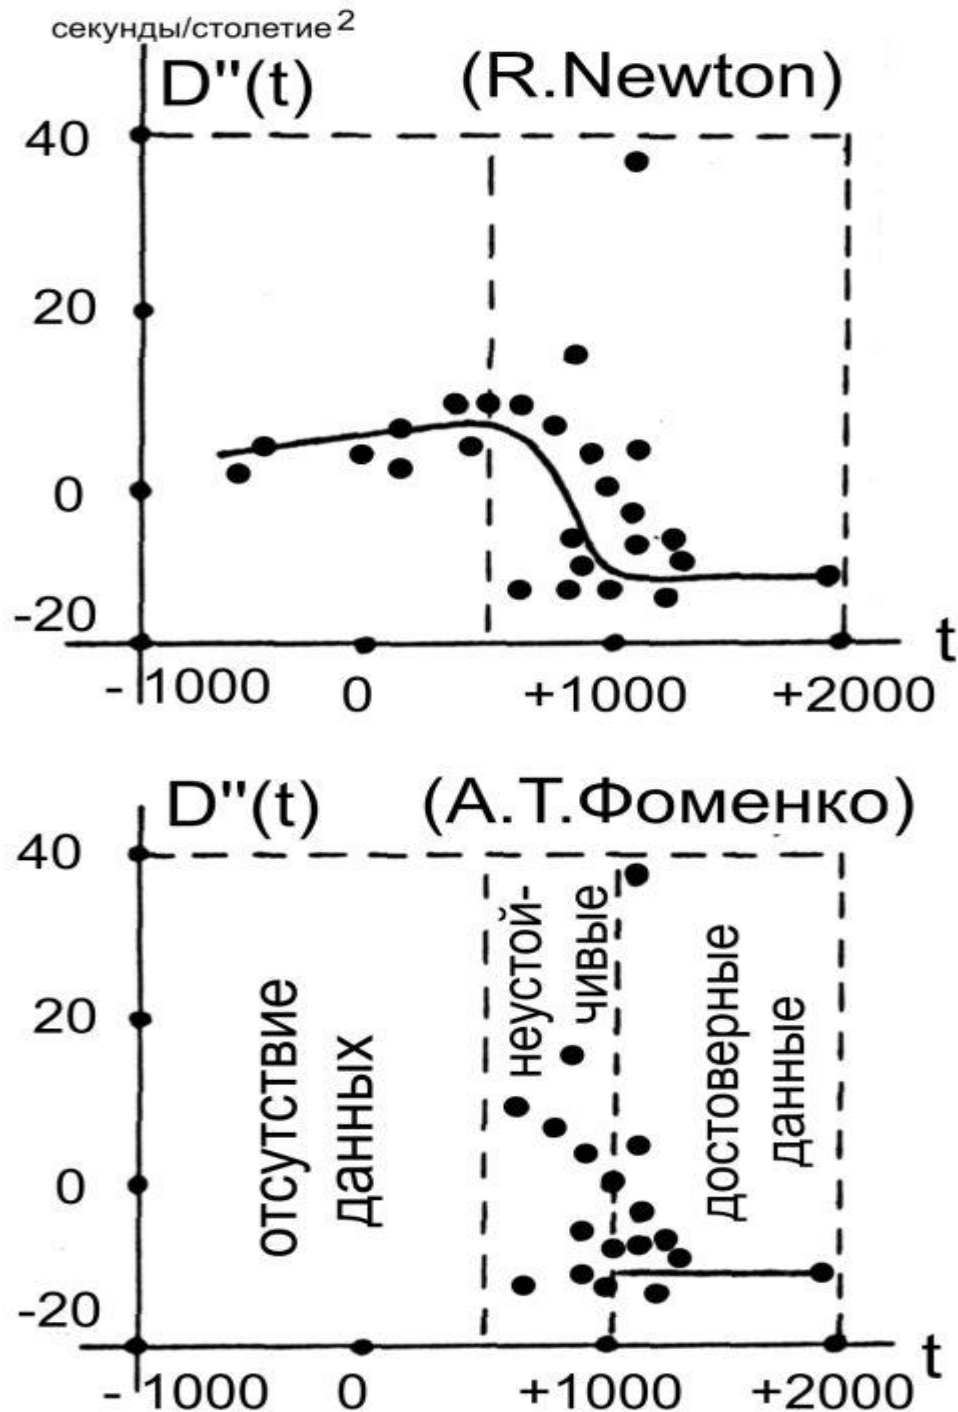 секунды/столетие²
D"(t) (R.Newton)
40
20
0
-20
t
-1000 0 +1000 +2000
D"(t) (А.Т.Фоменко)
40
20
0
-20
отсутствие
данных
неустой-
чивые
достоверные
данные
t
-1000 0 +1000 +2000